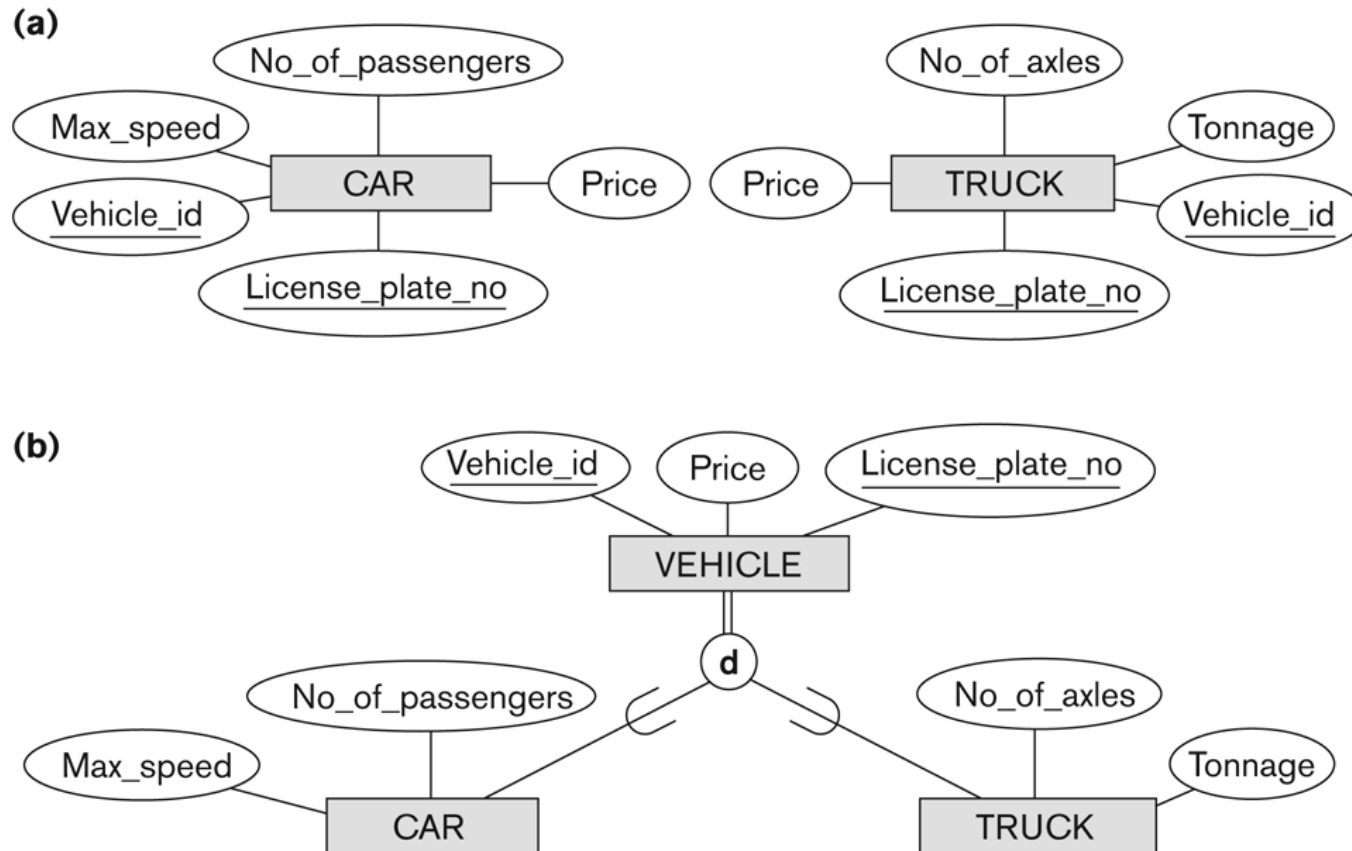 (a)
No_of_passengers
No_of_axles
Max_speed
Tonnage
CAR
Price
Price
TRUCK
Vehicle_id
Vehicle_id
License_plate_no
License_plate_no
(b)
Vehicle_id
Price
License_plate_no
VEHICLE
d
No_of_passengers
No_of_axles
Max_speed
Tonnage
CAR
TRUCK